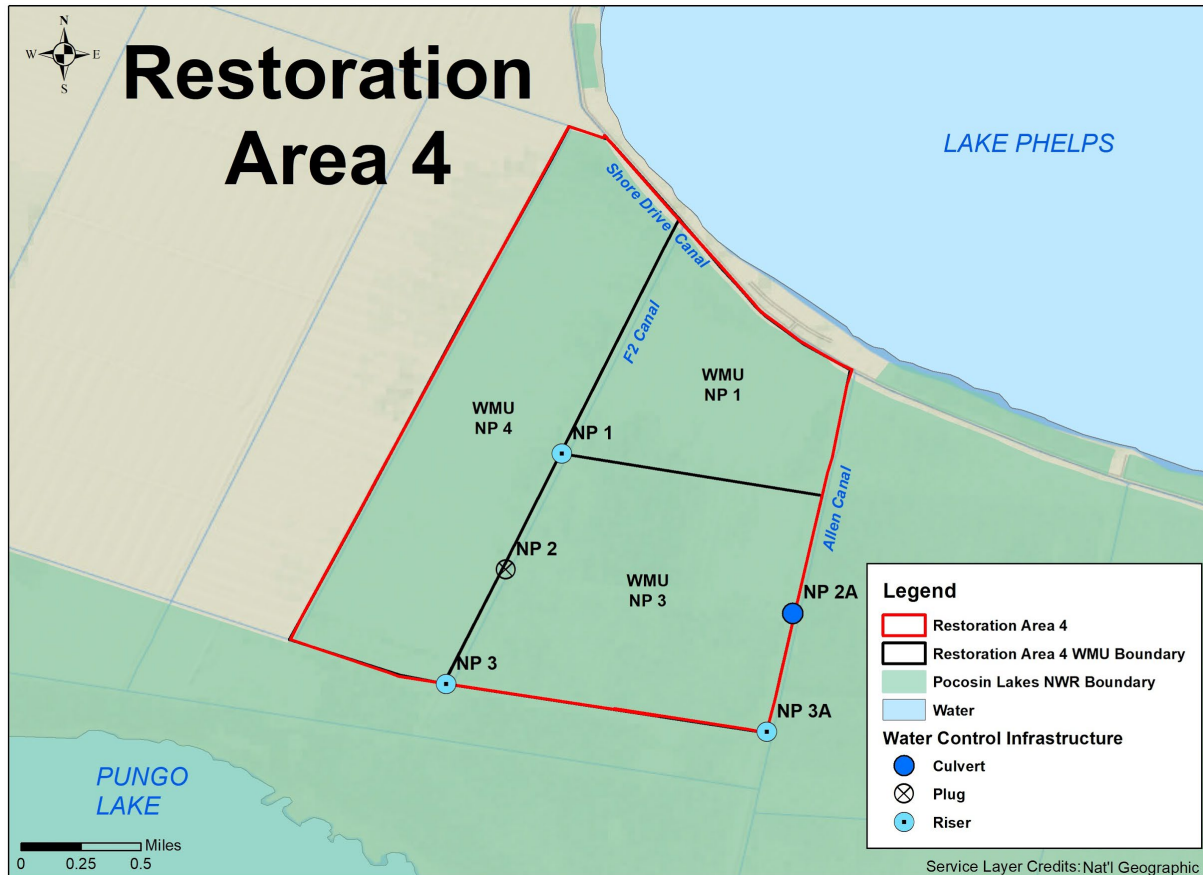 N
W E
S
Restoration
Area 4
LAKE PHELPS
Shore Drive Canal
F2 Canal
WMU
NP 1
WMU
NP 4
NP 1
Allen Canal
NP 2
WMU
NP 3
NP 2A
NP 3
NP 3A
PUNGO
LAKE
Miles
0 0.25 0.5
Legend
Restoration Area 4
Restoration Area 4 WMU Boundary
Pocosin Lakes NWR Boundary
Water
Water Control Infrastructure
Culvert
Plug
Riser
Service Layer Credits: Nat'l Geographic